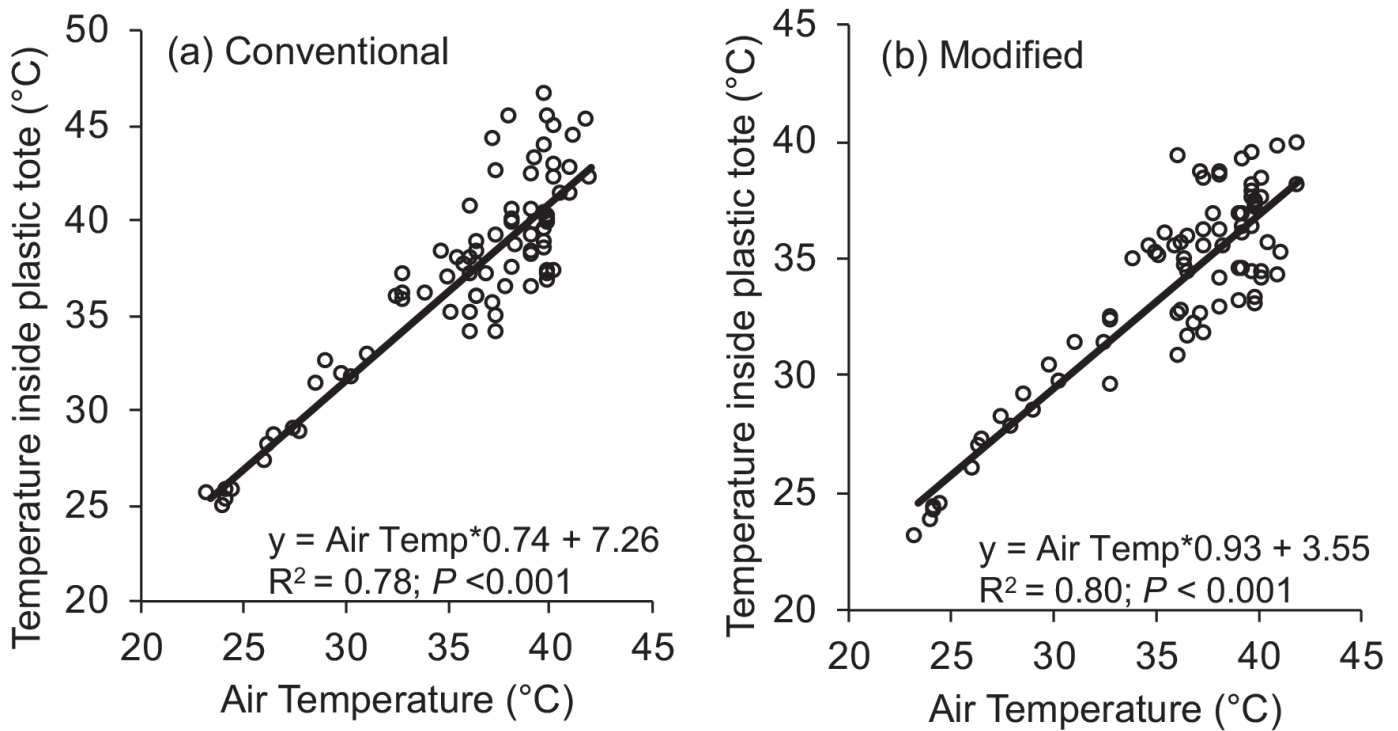 (a) Conventional
Temperature inside plastic tote (°C)
50
45
40
35
30
25
20
y = Air Temp*0.74 + 7.26
R² = 0.78; P <0.001
20 25 30 35 40 45
Air Temperature (°C)
(b) Modified
Temperature inside plastic tote (°C)
45
40
35
30
25
20
y = Air Temp*0.93 + 3.55
R² = 0.80; P < 0.001
20 25 30 35 40 45
Air Temperature (°C)